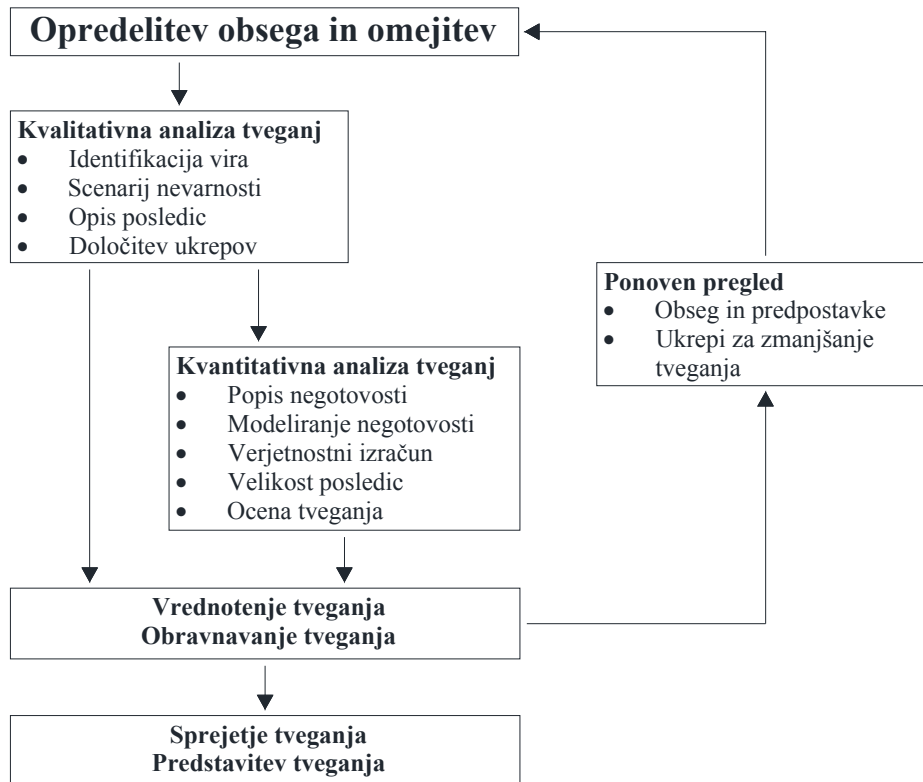 Opredelitev obsega in omejitev
Kvalitativna analiza tveganj
• Identifikacija vira
• Scenarij nevarnosti
• Opis posledic
• Določitev ukrepov
Ponoven pregled
• Obseg in predpostavke
• Ukrepi za zmanjšanje
tveganja
Kvantitativna analiza tveganj
• Popis negotovosti
• Modeliranje negotovosti
• Verjetnostni izračun
• Velikost posledic
• Ocena tveganja
Vrednotenje tveganja
Obravnavanje tveganja
Sprejetje tveganja
Predstavitev tveganja